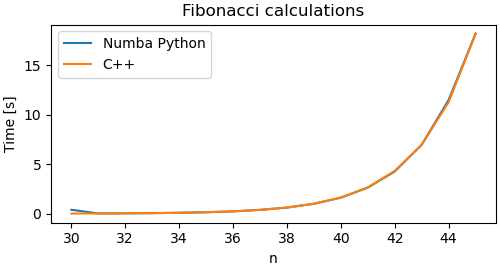 Fibonacci calculations
Numba Python
C++
Time [s]
15
10
5
0
30 32 34 36 38 40 42 44
n